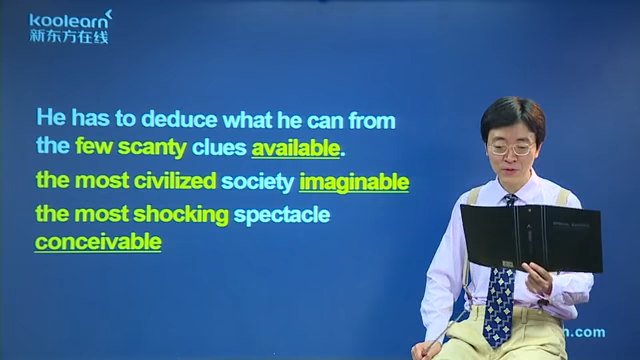 koolearn
新东方在线
He has to deduce what he can from
the few scanty clues available.
the most civilized society imaginable
the most shocking spectacle
conceivable